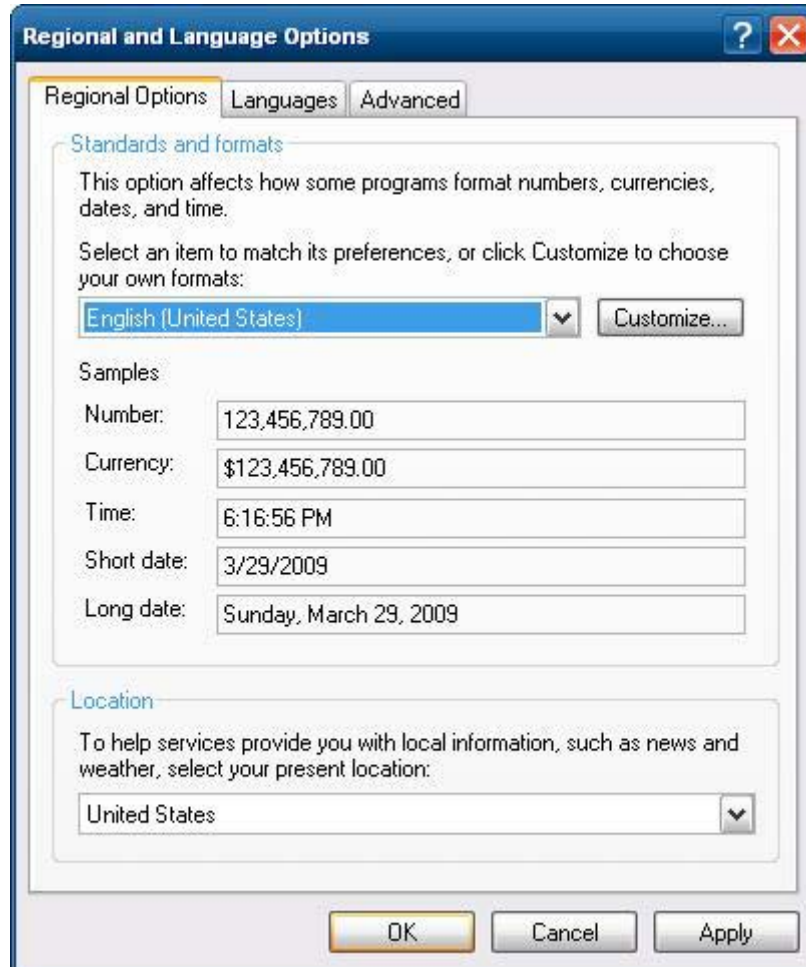 Regional and Language Options
Regional Options Languages Advanced
Standards and formats
This option affects how some programs format numbers, currencies,
dates, and time.
Select an item to match its preferences, or click Customize to choose
your own formats:
English (United States) Customize...
Samples
Number: 123,456,789.00
Currency: $123,456,789.00
Time: 6:16:56 PM
Short date: 3/29/2009
Long date: Sunday, March 29, 2009
Location
To help services provide you with local information, such as news and
weather, select your present location:
United States
OK Cancel Apply